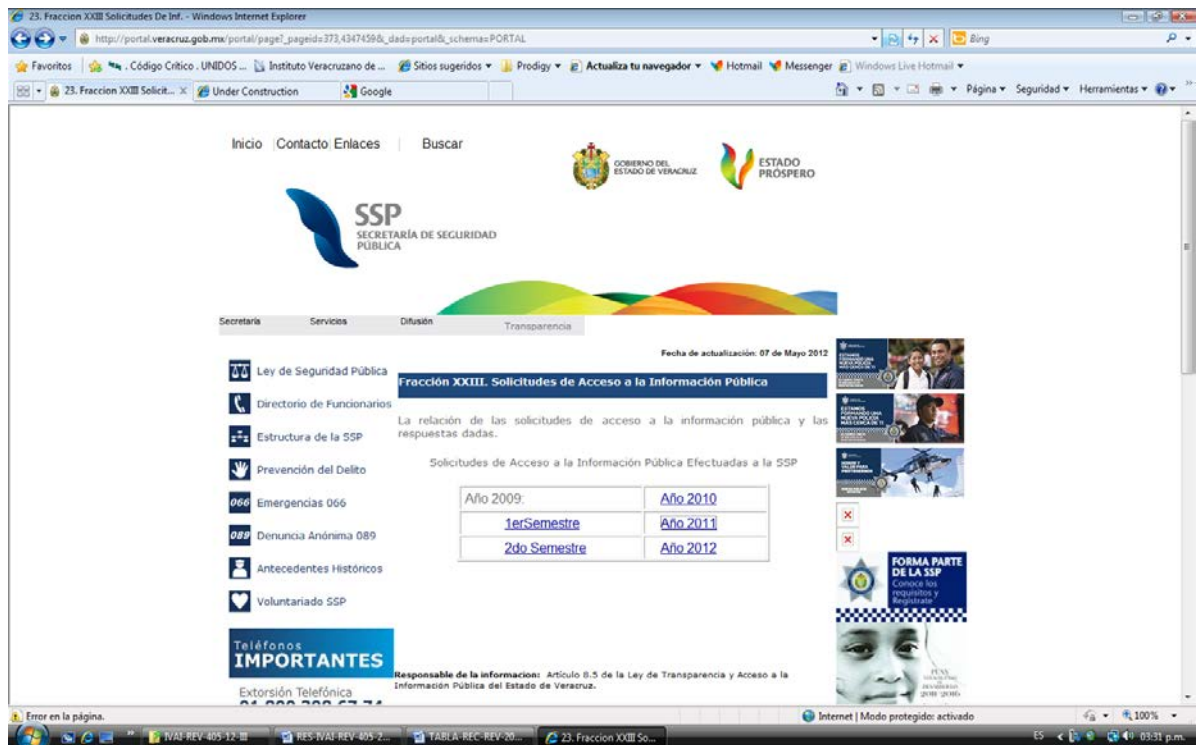 23. Fraccion XXIII Solicitudes De Inf. - Windows Internet Explorer
http://portal.veracruz.gob.mx/portal/page?_pageid=373,4347459&_dad=portal&_schema=PORTAL
Bing
Favoritos
. Código Crítico . UNIDOS ...
Instituto Veracruzano de ...
Sitios sugeridos
Prodigy
Actualiza tu navegador
Hotmail
Messenger
Windows Live Hotmail
23. Fraccion XXIII Solicit...
Under Construction
Google
Página
Seguridad
Herramientas
Inicio Contacto Enlaces Buscar
GOBIERNO DEL
ESTADO DE VERACRUZ
ESTADO
PRÓSPERO
SSP
SECRETARÍA DE SEGURIDAD
PÚBLICA
Secretaría Servicios Difusión Transparencia
Fecha de actualización: 07 de Mayo 2012
Ley de Seguridad Pública
Directorio de Funcionarios
Estructura de la SSP
Prevención del Delito
066 Emergencias 066
089 Denuncia Anónima 089
Antecedentes Históricos
Voluntariado SSP
Teléfonos
IMPORTANTES
Extorsión Telefónica
Fracción XXIII. Solicitudes de Acceso a la Información Pública
La relación de las solicitudes de acceso a la información pública y las
respuestas dadas.
Solicitudes de Acceso a la Información Pública Efectuadas a la SSP
Año 2009: Año 2010
1erSemestre Año 2011
2do Semestre Año 2012
Responsable de la informacion: Artículo 8.5 de la Ley de Transparencia y Acceso a la
Información Pública del Estado de Veracruz.
FORMA PARTE
DE LA SSP
Conoce los
requisitos y
Regístrate
Error en la página.
Internet | Modo protegido: activado
100%
IVAI-REV-405-12-III
RES-IVAI-REV-405-2...
TABLA-REC-REV-20...
23. Fraccion XXIII So...
ES
03:31 p.m.